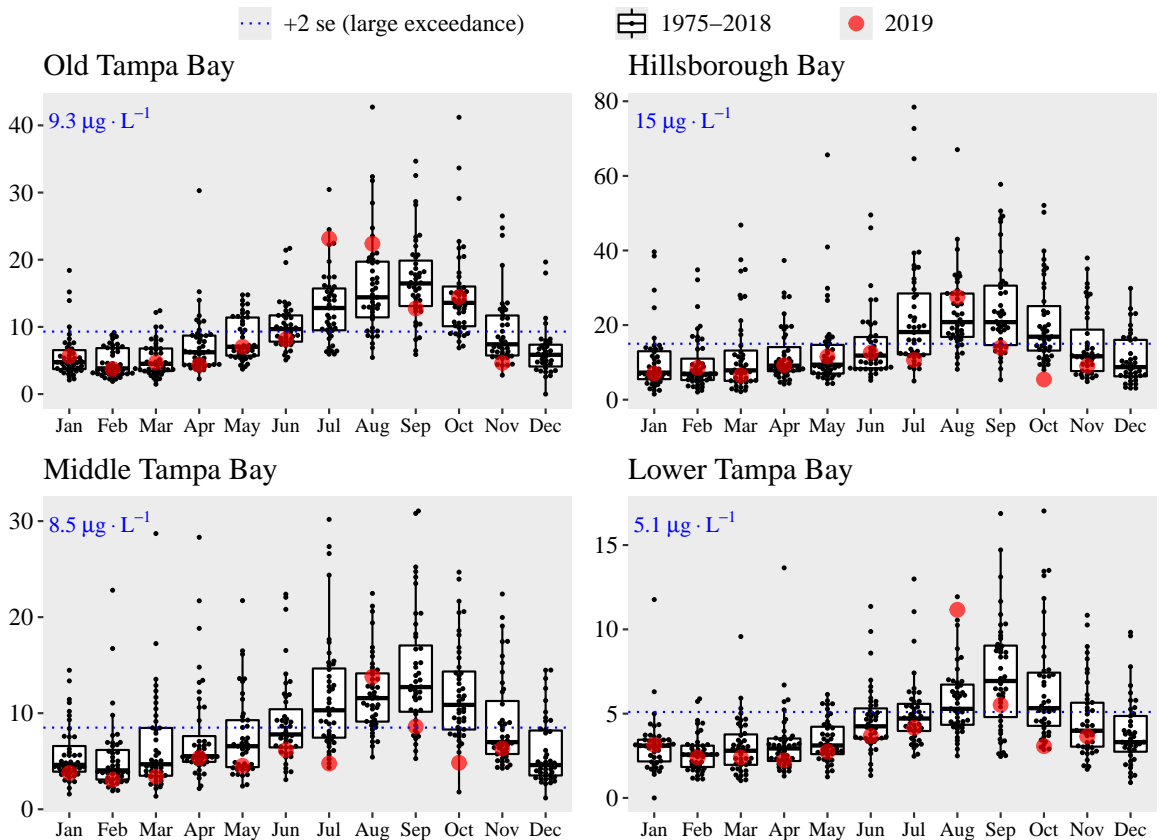 +2 se (large exceedance) 1975–2018 2019
Old Tampa Bay Hillsborough Bay
9.3 μg · L⁻¹ 15 μg · L⁻¹
40 80
30 60
20 40
10 20
0 0
Jan Feb Mar Apr May Jun Jul Aug Sep Oct Nov Dec Jan Feb Mar Apr May Jun Jul Aug Sep Oct Nov Dec
Middle Tampa Bay Lower Tampa Bay
8.5 μg · L⁻¹ 5.1 μg · L⁻¹
30 15
20 10
10 5
0 0
Jan Feb Mar Apr May Jun Jul Aug Sep Oct Nov Dec Jan Feb Mar Apr May Jun Jul Aug Sep Oct Nov Dec